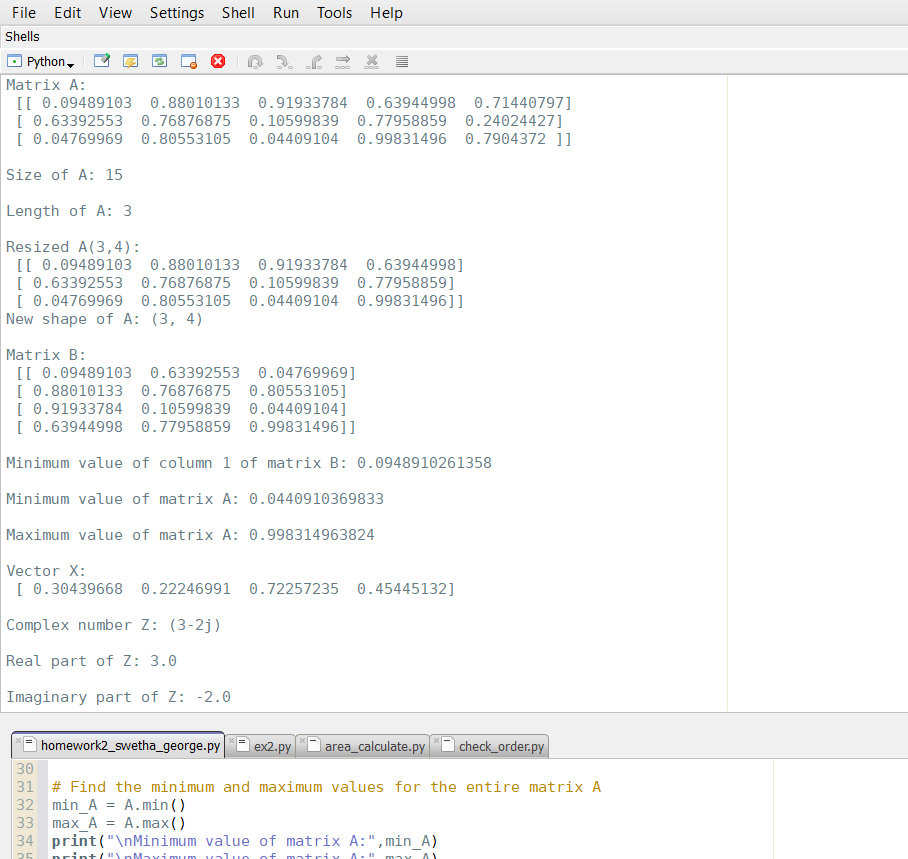 File Edit View Settings Shell Run Tools Help
Shells
Python
Matrix A:
[[ 0.09489103 0.88010133 0.91933784 0.63944998 0.71440797]
[ 0.63392553 0.76876875 0.10599839 0.77958859 0.24024427]
[ 0.04769969 0.80553105 0.04409104 0.99831496 0.7904372 ]]
Size of A: 15
Length of A: 3
Resized A(3,4):
[[ 0.09489103 0.88010133 0.91933784 0.63944998]
[ 0.63392553 0.76876875 0.10599839 0.77958859]
[ 0.04769969 0.80553105 0.04409104 0.99831496]]
New shape of A: (3, 4)
Matrix B:
[[ 0.09489103 0.63392553 0.04769969]
[ 0.88010133 0.76876875 0.80553105]
[ 0.91933784 0.10599839 0.04409104]
[ 0.63944998 0.77958859 0.99831496]]
Minimum value of column 1 of matrix B: 0.0948910261358
Minimum value of matrix A: 0.0440910369833
Maximum value of matrix A: 0.998314963824
Vector X:
[ 0.30439668 0.22246991 0.72257235 0.45445132]
Complex number Z: (3-2j)
Real part of Z: 3.0
Imaginary part of Z: -2.0
homework2_swetha_george.py ex2.py area_calculate.py check_order.py
30
31 # Find the minimum and maximum values for the entire matrix A
32 min_A = A.min()
33 max_A = A.max()
34 print("\nMinimum value of matrix A:",min_A)
35 print("\nMaximum value of matrix A:",max_A)